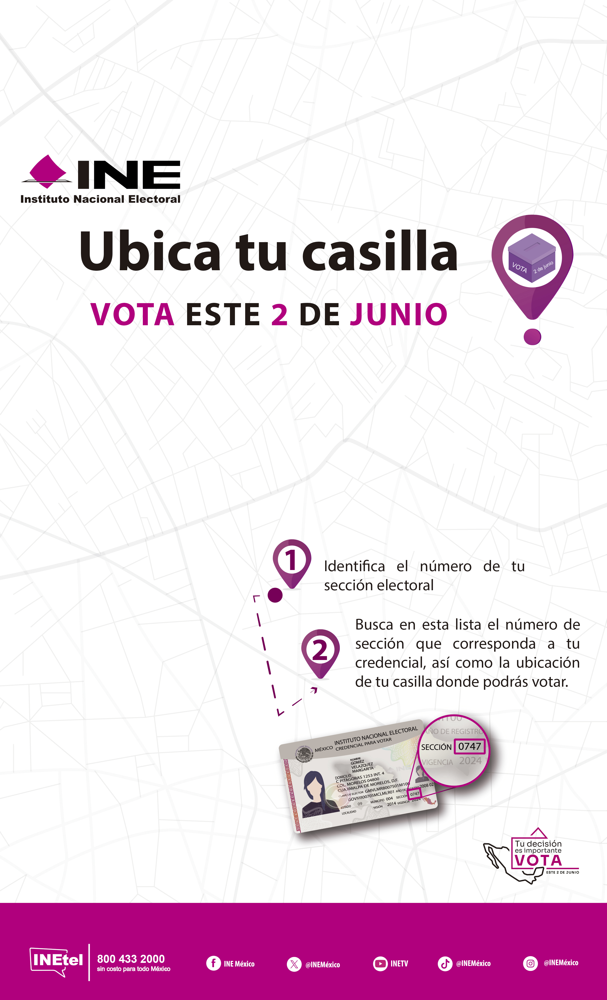 INE
Instituto Nacional Electoral
Ubica tu casilla
VOTA ESTE 2 DE JUNIO
VOTA 2 de junio
1
Identifica el número de tu
sección electoral
2
Busca en esta lista el número de
sección que corresponda a tu
credencial, así como la ubicación
de tu casilla donde podrás votar.
MÉXICO INSTITUTO NACIONAL ELECTORAL
CREDENCIAL PARA VOTAR
NOMBRE
GOMEZ
VELAZQUEZ
MARGARITA
DOMICILIO
C PITAGORAS 1253 INT. 4
COL. MORELOS 04800
CUAJIMALPA DE MORELOS, D.F.
CLAVE DE ELECTOR GMVLMR8007501M100
GOVM800705MCLMLR01 AÑO DE REGISTRO 2008 02
ESTADO 09 MUNICIPIO 004 SECCIÓN 0747
LOCALIDAD MISIÓN 2014 VIGENCIA 2024
AÑO DE REGISTRO
SECCIÓN 0747
VIGENCIA 2024
Tu decisión
es importante
VOTA
ESTE 2 DE JUNIO
INEtel
800 433 2000
sin costo para todo México
INE México
@INEMéxico
INETV
@INEMéxico
@INEMéxico